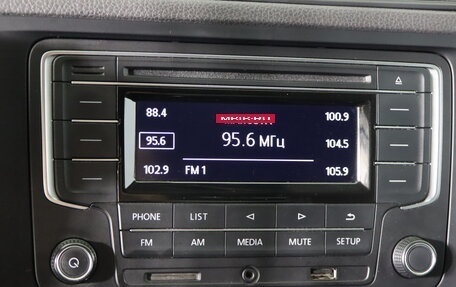 88.4
100.9
95.6
95.6 МГц
104.5
102.9
FM 1
105.9
PHONE
LIST
FM
AM
MEDIA
MUTE
SETUP